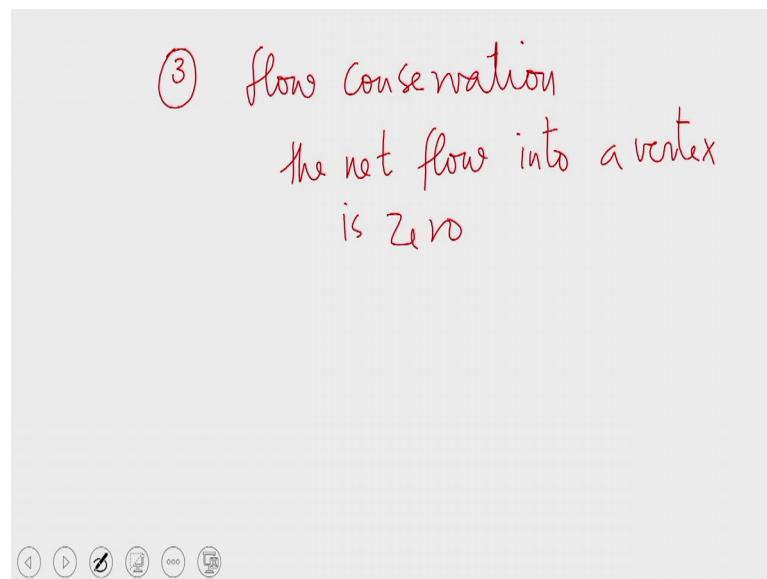 ③ flow conservation
the net flow into a vertex
is zero